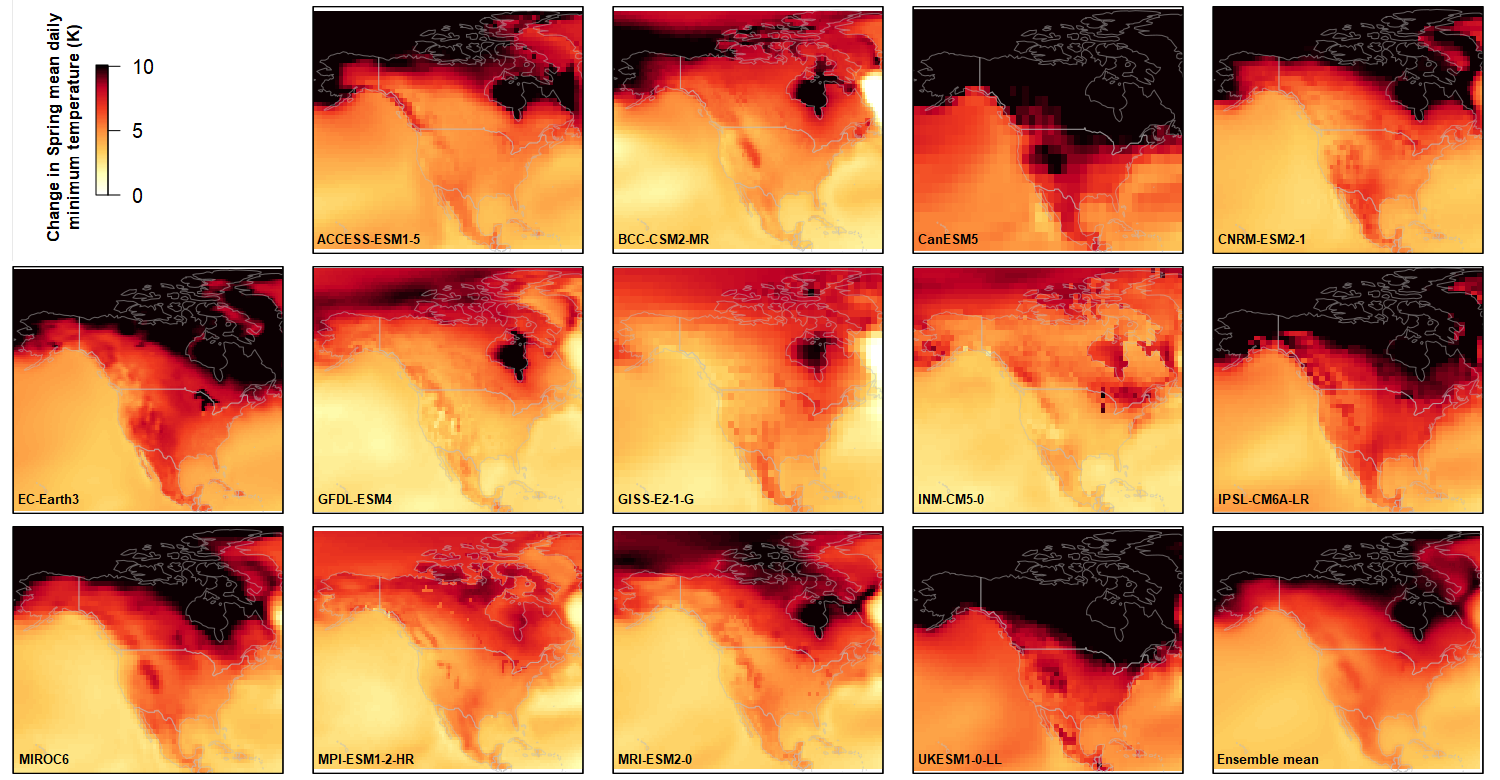 Change in Spring mean daily
minimum temperature (K)
10
5
0
ACCESS-ESM1-5
BCC-CSM2-MR
CanESM5
CNRM-ESM2-1
EC-Earth3
GFDL-ESM4
GISS-E2-1-G
INM-CM5-0
IPSL-CM6A-LR
MIROC6
MPI-ESM1-2-HR
MRI-ESM2-0
UKESM1-0-LL
Ensemble mean